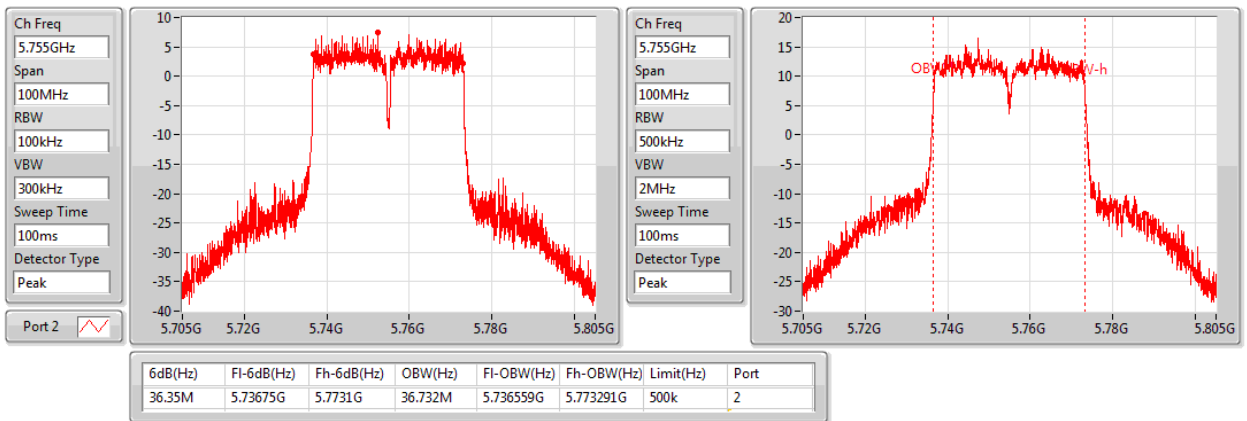 Ch Freq
5.755GHz
Span
100MHz
RBW
100kHz
VBW
300kHz
Sweep Time
100ms
Detector Type
Peak
Port 2
10
5
0
-5
-10
-15
-20
-25
-30
-35
-40
5.705G 5.72G 5.74G 5.76G 5.78G 5.805G
Ch Freq
5.755GHz
Span
100MHz
RBW
500kHz
VBW
2MHz
Sweep Time
100ms
Detector Type
Peak
20
15
10
5
0
-5
-10
-15
-20
-25
-30
5.705G 5.72G 5.74G 5.76G 5.78G 5.805G
6dB(Hz) Fl-6dB(Hz) Fh-6dB(Hz) OBW(Hz) Fl-OBW(Hz) Fh-OBW(Hz) Limit(Hz) Port
36.35M 5.73675G 5.7731G 36.732M 5.736559G 5.773291G 500k 2